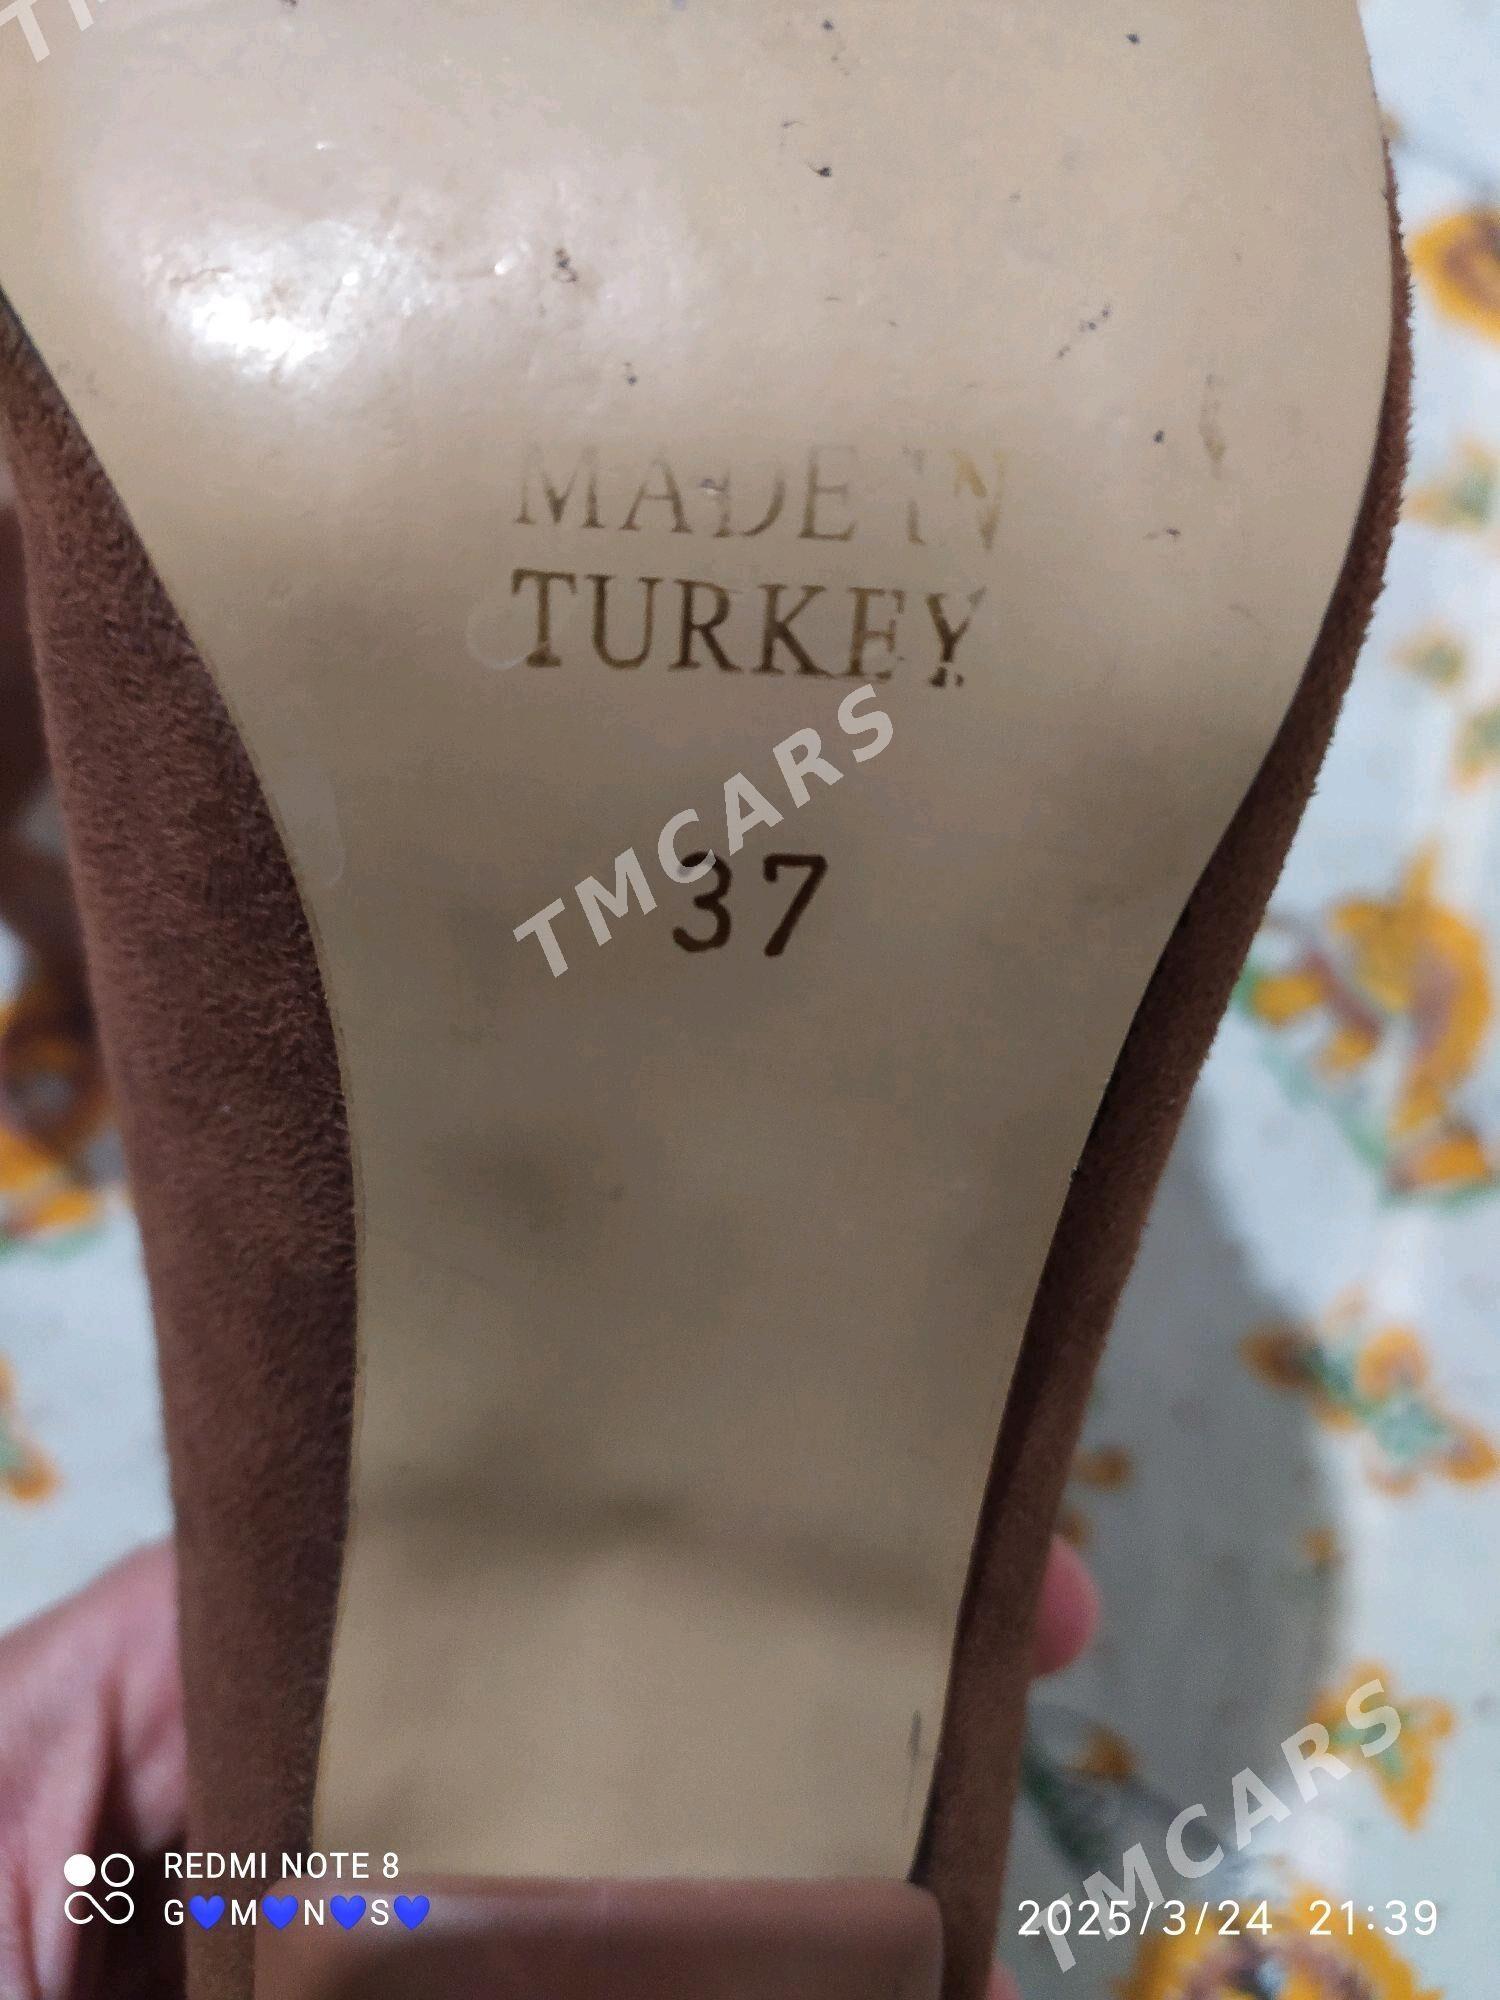 MADE IN
TURKEY
TMCARS
37
REDMI NOTE 8
G💙M💙N💙S💙
2025/3/24 21:39
TMCARS